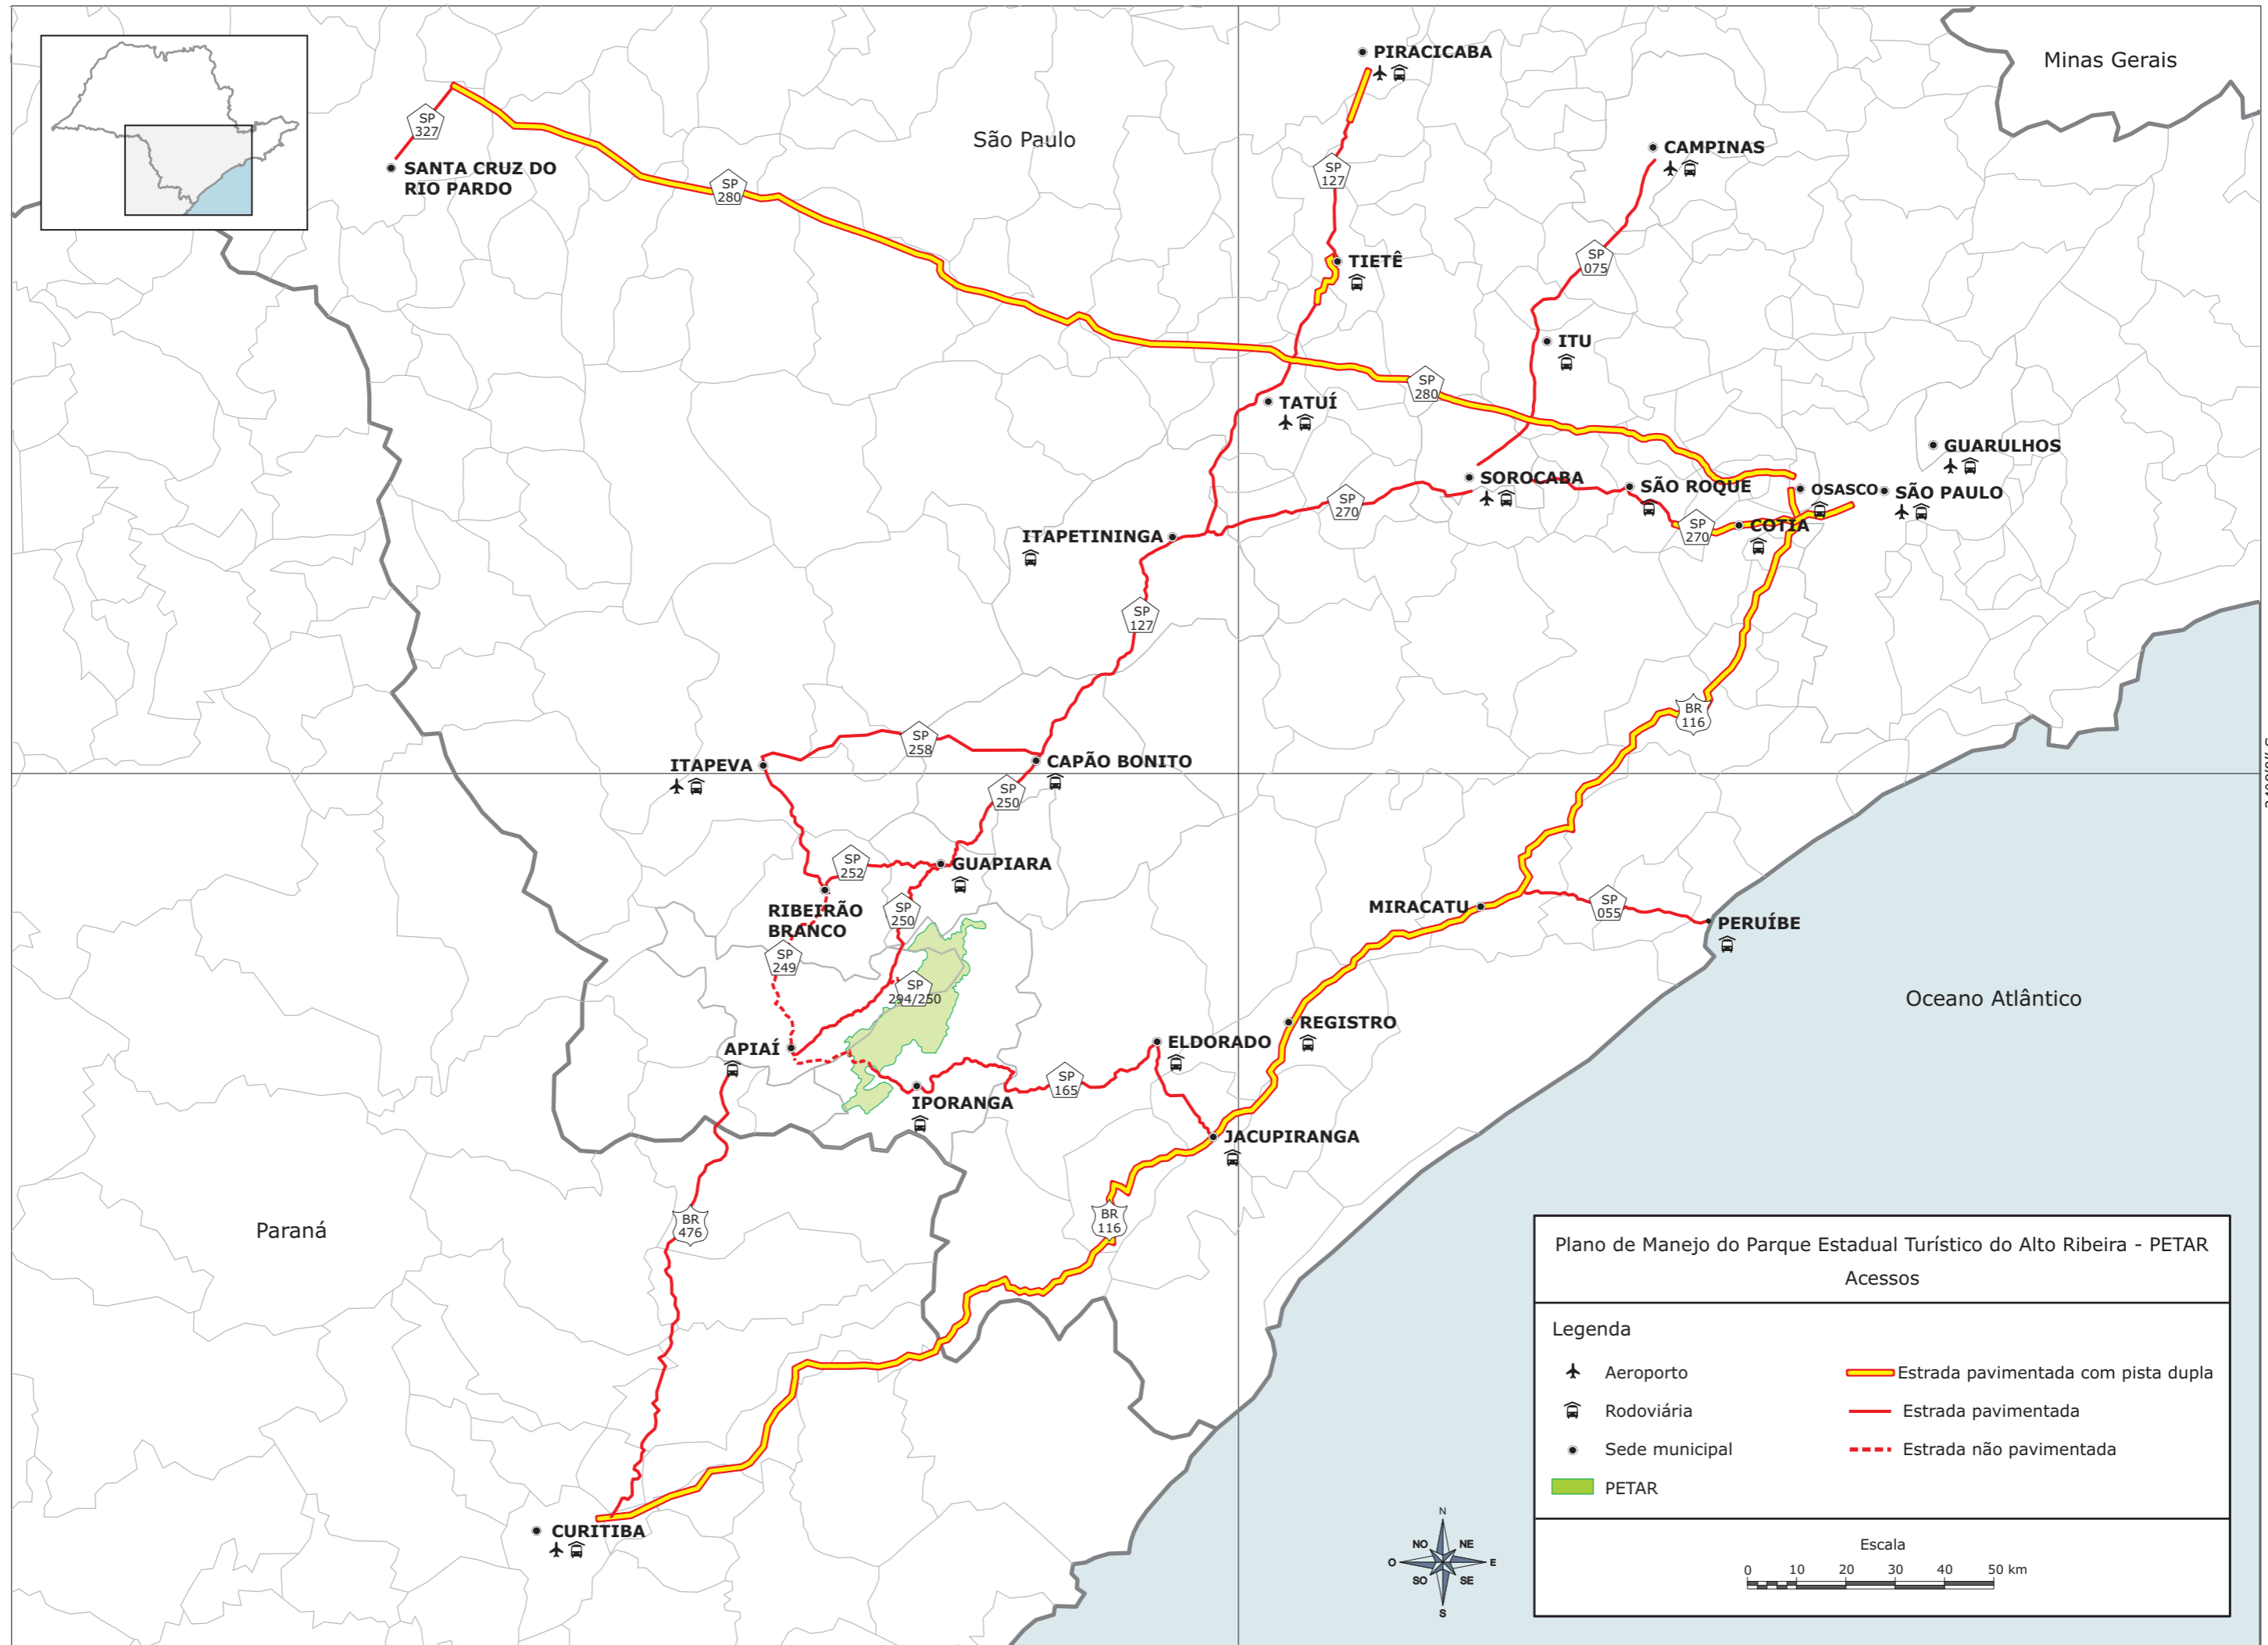 Minas Gerais
PIRACICABA
São Paulo
SP
327
SANTA CRUZ DO
RIO PARDO
SP
280
SP
127
CAMPINAS
SP
075
TIETÊ
ITU
SP
280
TATUÍ
GUARULHOS
SOROCABA
SÃO ROQUE
OSASCO
SÃO PAULO
SP
270
SP
270
COTIA
ITAPETININGA
SP
127
BR
116
SP
258
ITAPEVA
CAPÃO BONITO
SP
250
SP
252
GUAPIARA
RIBEIRÃO
BRANCO
SP
250
MIRACATU
SP
055
PERUÍBE
SP
249
SP
294/250
Oceano Atlântico
REGISTRO
APIAÍ
ELDORADO
SP
165
IPORANGA
JACUPIRANGA
BR
116
BR
476
Paraná
CURITIBA
Plano de Manejo do Parque Estadual Turístico do Alto Ribeira - PETAR
Acessos
Legenda
Aeroporto
Estrada pavimentada com pista dupla
Rodoviária
Estrada pavimentada
Sede municipal
Estrada não pavimentada
PETAR
Escala
0 10 20 30 40 50 km
N
NO NE
O E
SO SE
S